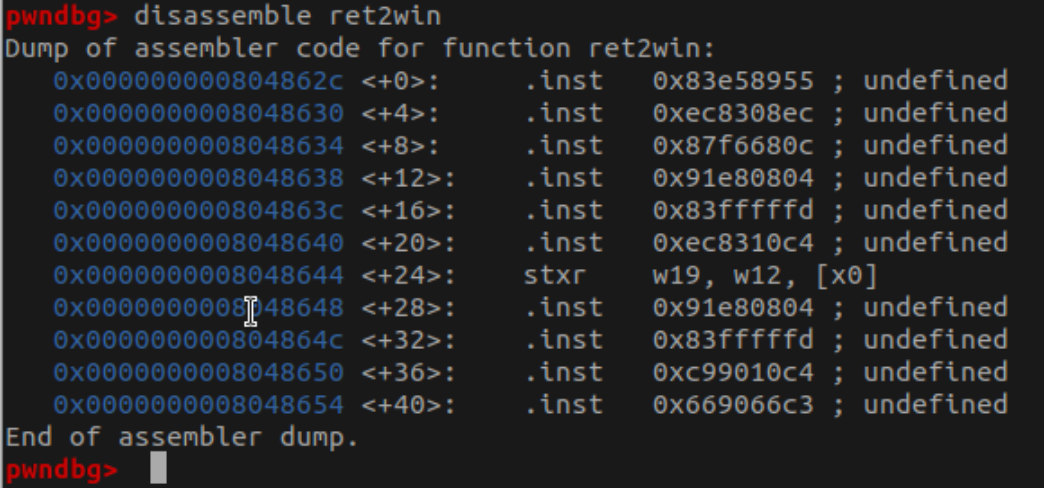 pwndbg> disassemble ret2win
Dump of assembler code for function ret2win:
0x000000000804862c <+0>: .inst 0x83e58955 ; undefined
0x0000000008048630 <+4>: .inst 0xec8308ec ; undefined
0x0000000008048634 <+8>: .inst 0x87f6680c ; undefined
0x0000000008048638 <+12>: .inst 0x91e80804 ; undefined
0x000000000804863c <+16>: .inst 0x83fffffd ; undefined
0x0000000008048640 <+20>: .inst 0xec8310c4 ; undefined
0x0000000008048644 <+24>: stxr w19, w12, [x0]
0x0000000008048648 <+28>: .inst 0x91e80804 ; undefined
0x000000000804864c <+32>: .inst 0x83fffffd ; undefined
0x0000000008048650 <+36>: .inst 0xc99010c4 ; undefined
0x0000000008048654 <+40>: .inst 0x669066c3 ; undefined
End of assembler dump.
pwndbg>